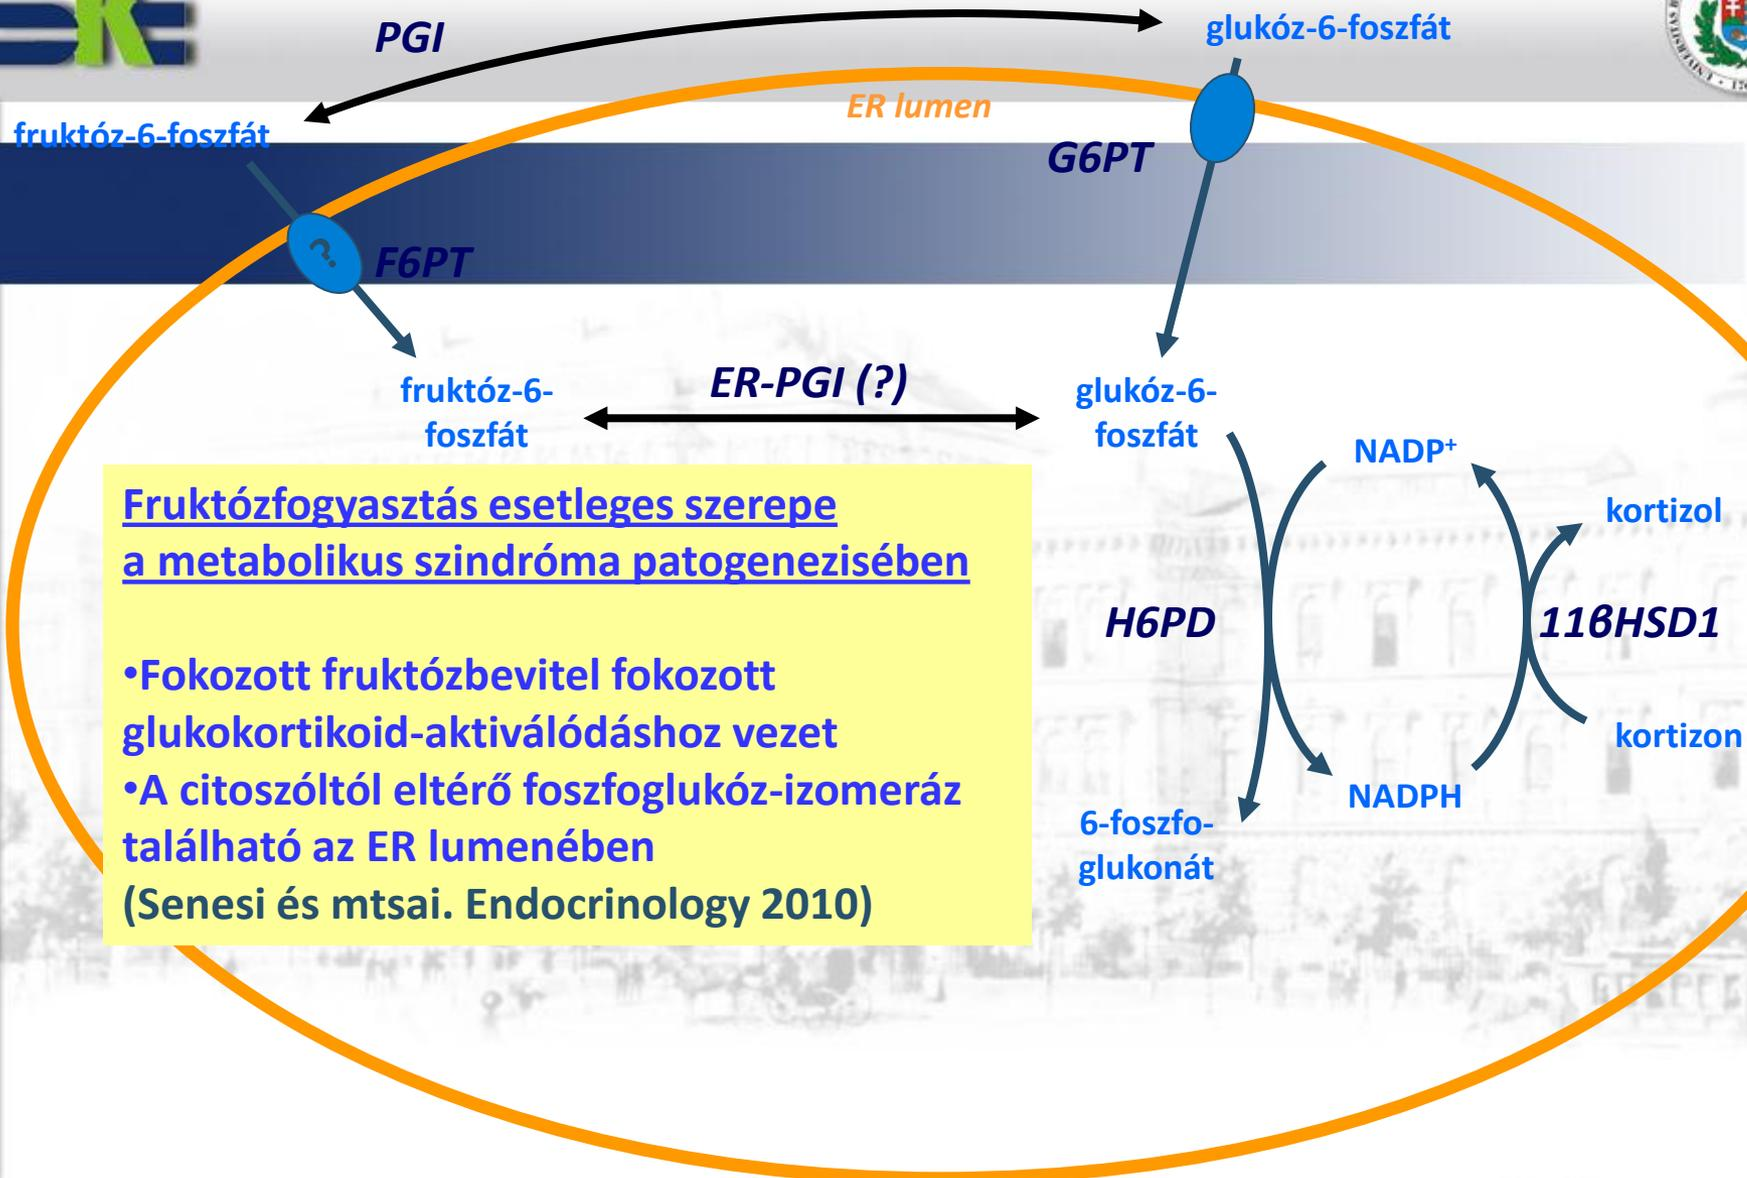 PGI
glukóz-6-foszfát
ER lumen
fruktóz-6-foszfát
G6PT
?
F6PT
fruktóz-6-
foszfát
ER-PGI (?)
glukóz-6-
foszfát
NADP+
kortizol
Fruktózfogyasztás esetleges szerepe
a metabolikus szindróma patogenezisében
•Fokozott fruktózbevitel fokozott
glukokortikoid-aktiválódáshoz vezet
•A citoszóltól eltérő foszfoglukóz-izomeráz
található az ER lumenében
(Senesi és mtsai. Endocrinology 2010)
H6PD
11βHSD1
kortizon
NADPH
6-foszfo-
glukonát